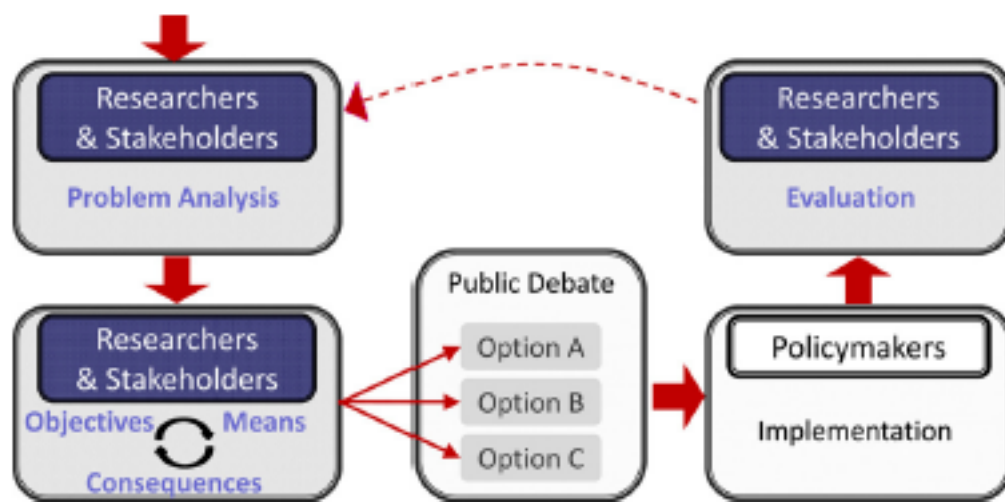 Researchers
& Stakeholders
Problem Analysis
Researchers
& Stakeholders
Objectives Means
Consequences
Public Debate
Option A
Option B
Option C
Policymakers
Implementation
Researchers
& Stakeholders
Evaluation